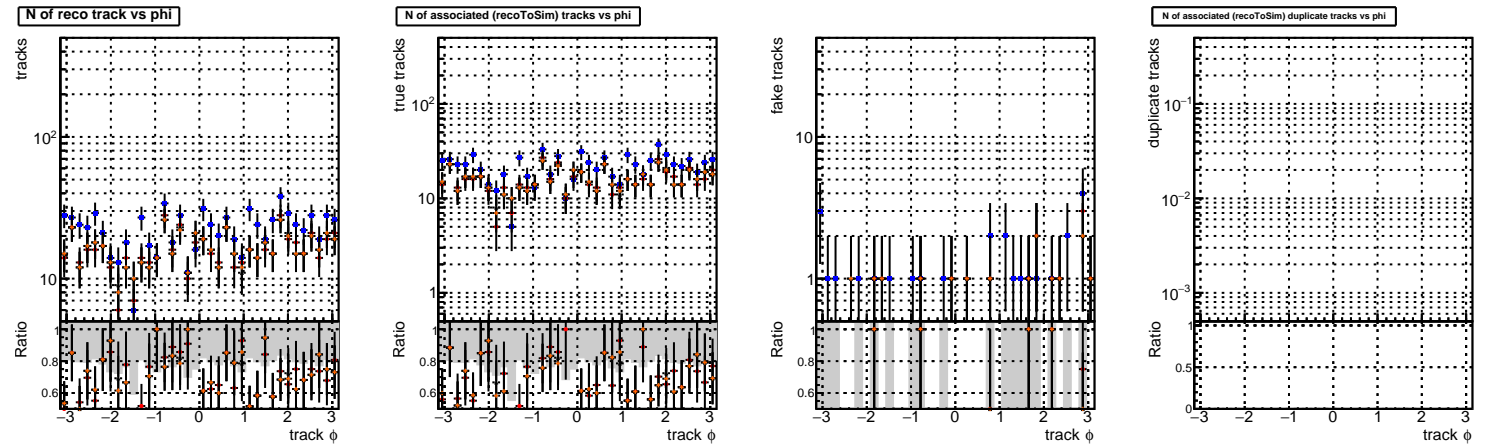 N of reco track vs phi
tracks
10²
10
Ratio
1
0.8
0.6
−3 −2 −1 0 1 2 3
track ϕ
N of associated (recoToSim) tracks vs phi
true tracks
10²
10
1
Ratio
1
0.8
0.6
−3 −2 −1 0 1 2 3
track ϕ
fake tracks
10
1
Ratio
1
0.8
0.6
−3 −2 −1 0 1 2 3
track ϕ
N of associated (recoToSim) duplicate tracks vs phi
duplicate tracks
10⁻¹
10⁻²
10⁻³
Ratio
1
0.5
0
−3 −2 −1 0 1 2 3
track ϕ